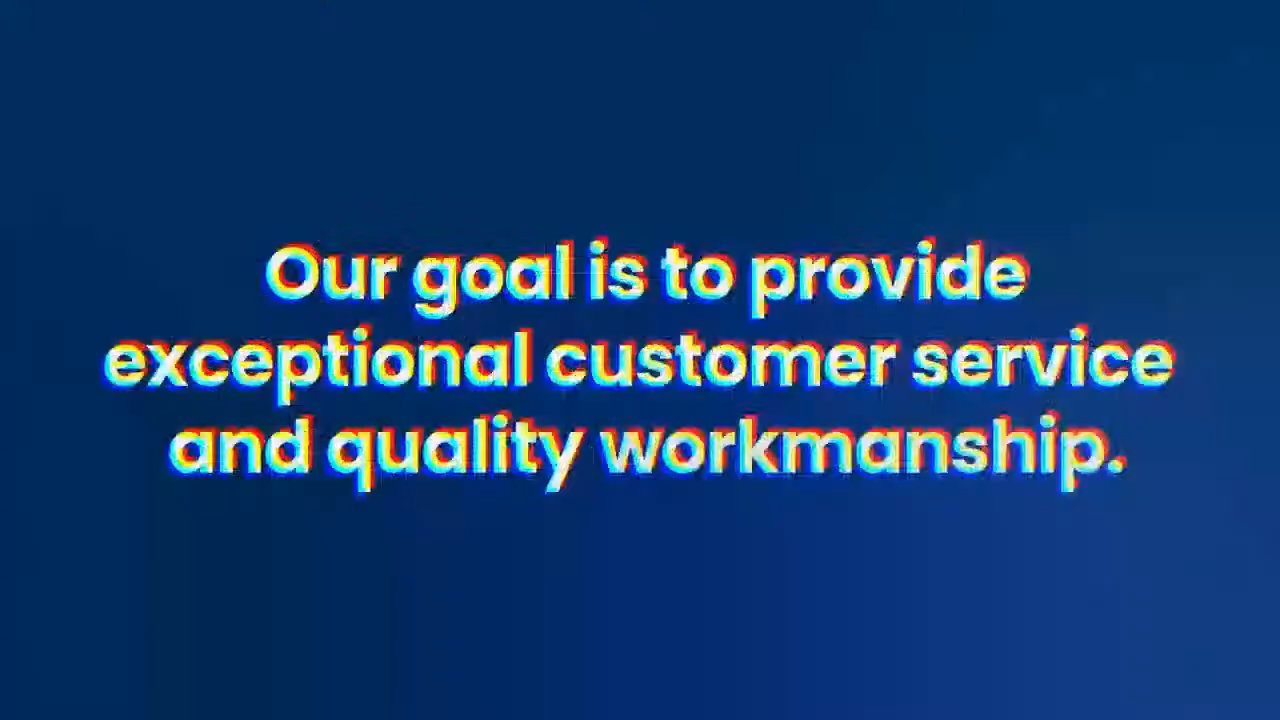 Our goal is to provide
exceptional customer service
and quality workmanship.